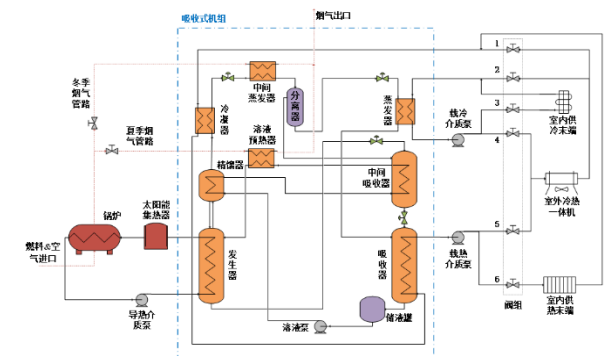 吸收式机组
烟气出口
冬季
烟气
管路
夏季烟
气管路
冷凝器
中间
蒸发器
分离器
蒸发器
溶液
预热器
精馏器
中间
吸收器
1
2
3
4
5
6
载冷
介质泵
室内供
冷末端
室外冷热
一体机
锅炉
太阳能
集热器
燃料&空
气进口
导热介
质泵
发生器
吸收器
溶液泵
储液罐
载热
介质泵
阀组
室内供
热末端